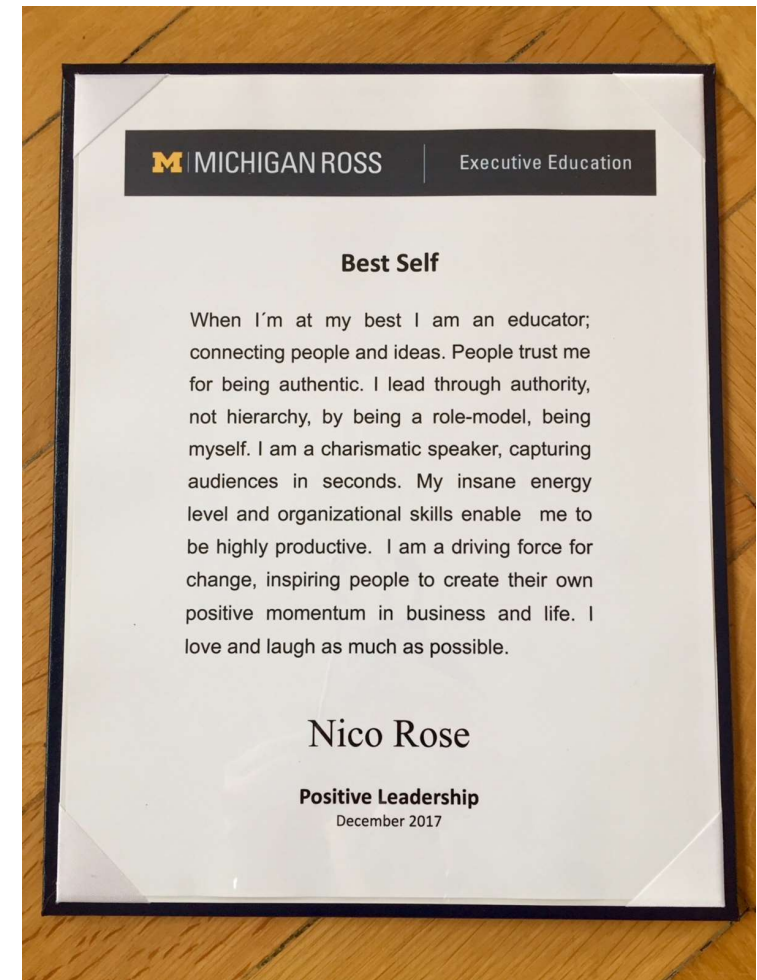 M MICHIGAN ROSS Executive Education
Best Self
When I´m at my best I am an educator;
connecting people and ideas. People trust me
for being authentic. I lead through authority,
not hierarchy, by being a role-model, being
myself. I am a charismatic speaker, capturing
audiences in seconds. My insane energy
level and organizational skills enable  me to
be highly productive.  I am a driving force for
change, inspiring people to create their own
positive momentum in business and life. I
love and laugh as much as possible.
Nico Rose
Positive Leadership
December 2017